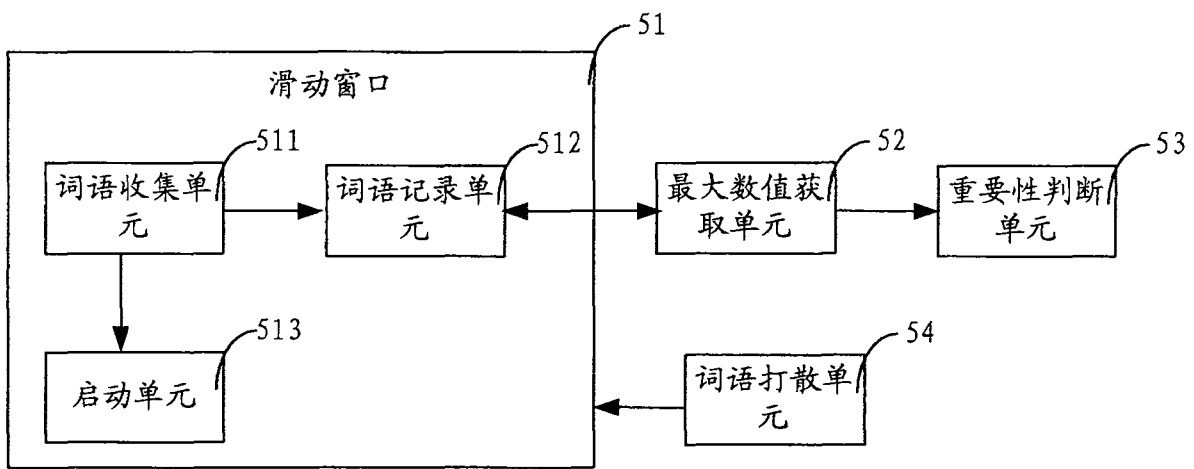 51
滑动窗口
511
词语收集单
元
512
词语记录单
元
52
最大数值获
取单元
53
重要性判断
单元
513
启动单元
54
词语打散单
元